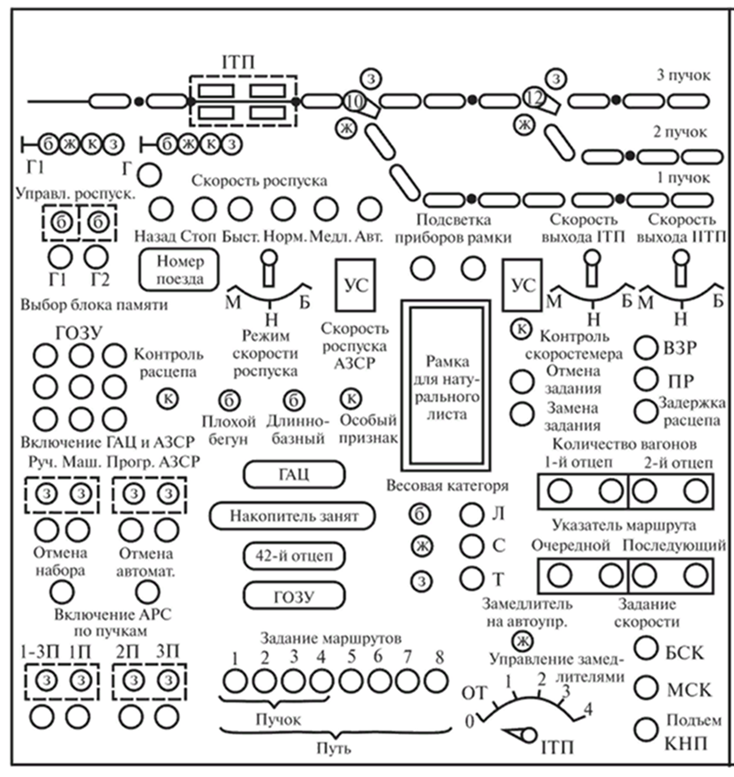 IТП
з
3 пучок
10
з
12
ж
ж
б ж к з
б ж к з
2 пучок
Г1
Г
Скорость роспуска
1 пучок
Управл. роспуск.
б б
Подсветка
приборов рамки
Скорость
выхода IТП
Скорость
выхода IIТП
Назад Стоп Быст. Норм. Медл. Авт.
Номер
поезда
Г1 Г2
УС
УС
М Н Б
М Н Б
М Н Б
Выбор блока памяти
ГОЗУ
Режим
скорости
роспуска
Скорость
роспуска
АЗСР
к
Контроль
скоростемера
ВЗР
Контроль
расцепа
к
Рамка
для нату-
рального
листа
Отмена
задания
ПР
б
б
к
Плохой
бегун
Длинно-
базный
Особый
признак
Замена
задания
Задержка
расцепа
Включение ГАЦ и АЗСР
Руч. Маш. Прогр. АЗСР
з з з з
ГАЦ
Количество вагонов
1-й отцеп 2-й отцеп
Весовая категоря
б Л
Накопитель занят
Указатель маршрута
Отмена
набора
Отмена
автомат.
42-й отцеп
ж С
Очередной Последующий
з Т
ГОЗУ
Включение АРС
по пучкам
Замедлитель
на автоупр.
ж
Задание
скорости
1-3П 1П 2П 3П
з з з з
Задание маршрутов
1 2 3 4 5 6 7 8
Управление замед-
лителями
БСК
Пучок
Путь
ОТ
0 1 2 3 4
IТП
МСК
Подъем
КНП